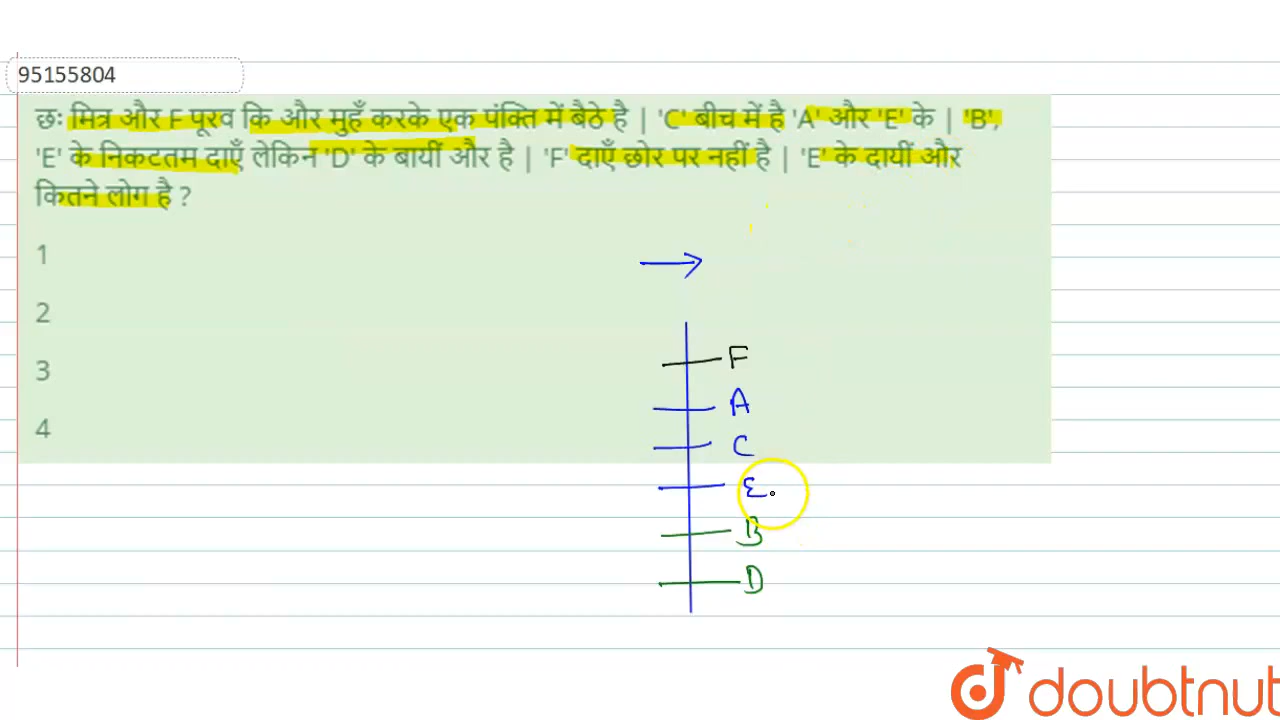 95155804
छः मित्र और F पूरव कि और मुहँ करके एक पंक्ति में बैठे है | 'C' बीच में है 'A' और 'E' के | 'B',
'E' के निकटतम दाएँ लेकिन 'D' के बायीं और है | 'F' दाएँ छोर पर नहीं है | 'E' के दायीं और
कितने लोग है ?
1
2
3
4
F
A
C
E
B
D
doubtnut